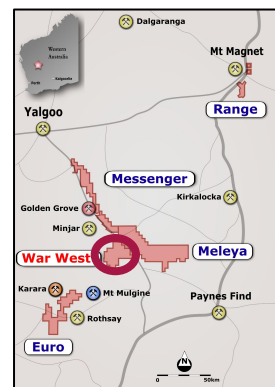 Dalgaranga
Western
Australia
Perth
Kalgoorlie
Mt Magnet
Range
Yalgoo
Messenger
Kirkalocka
Golden Grove
Minjar
War West
Meleya
Karara
Mt Mulgine
Paynes Find
Rothsay
Euro
N
0
50km